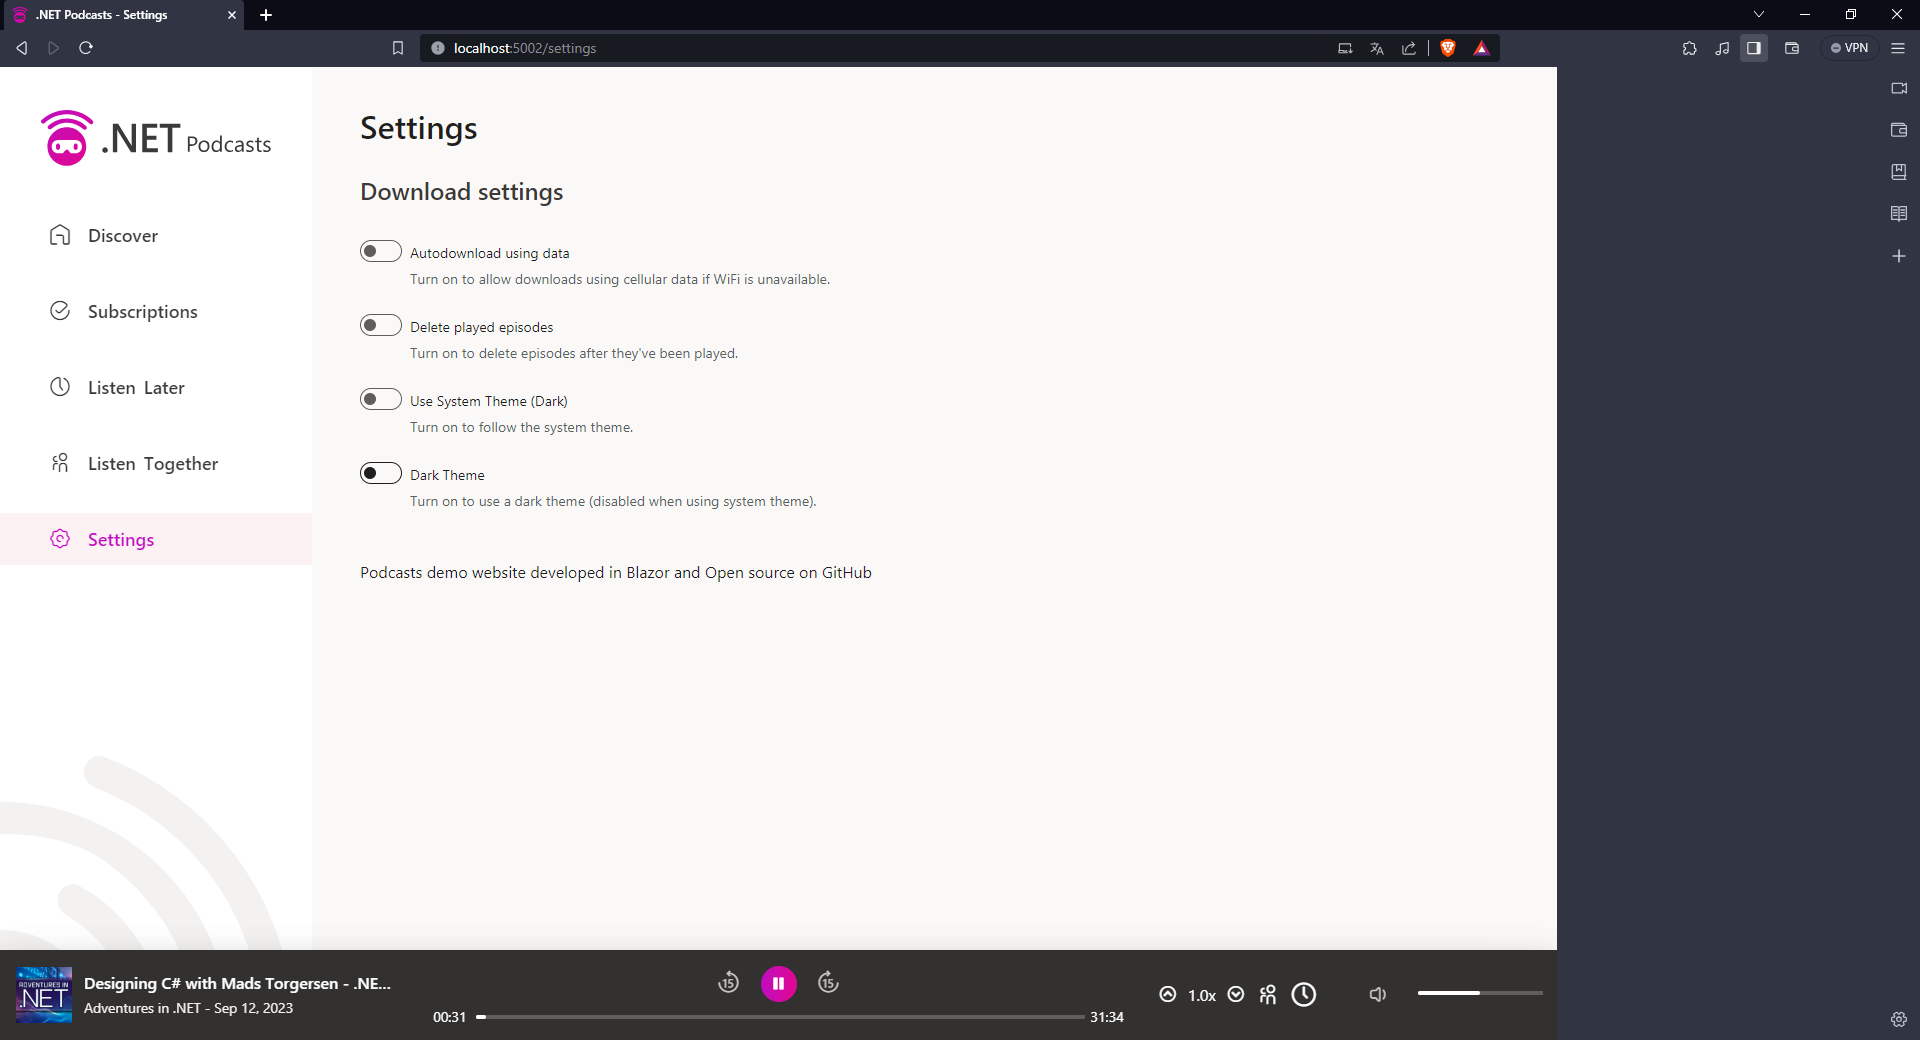 .NET Podcasts - Settings
localhost:5002/settings
VPN
.NET Podcasts
Discover
Subscriptions
Listen Later
Listen Together
Settings
Settings
Download settings
Autodownload using data
Turn on to allow downloads using cellular data if WiFi is unavailable.
Delete played episodes
Turn on to delete episodes after they've been played.
Use System Theme (Dark)
Turn on to follow the system theme.
Dark Theme
Turn on to use a dark theme (disabled when using system theme).
Podcasts demo website developed in Blazor and Open source on GitHub
ADVENTURES IN
.NET
Designing C# with Mads Torgersen - .NE...
Adventures in .NET - Sep 12, 2023
15
15
00:31
31:34
1.0x